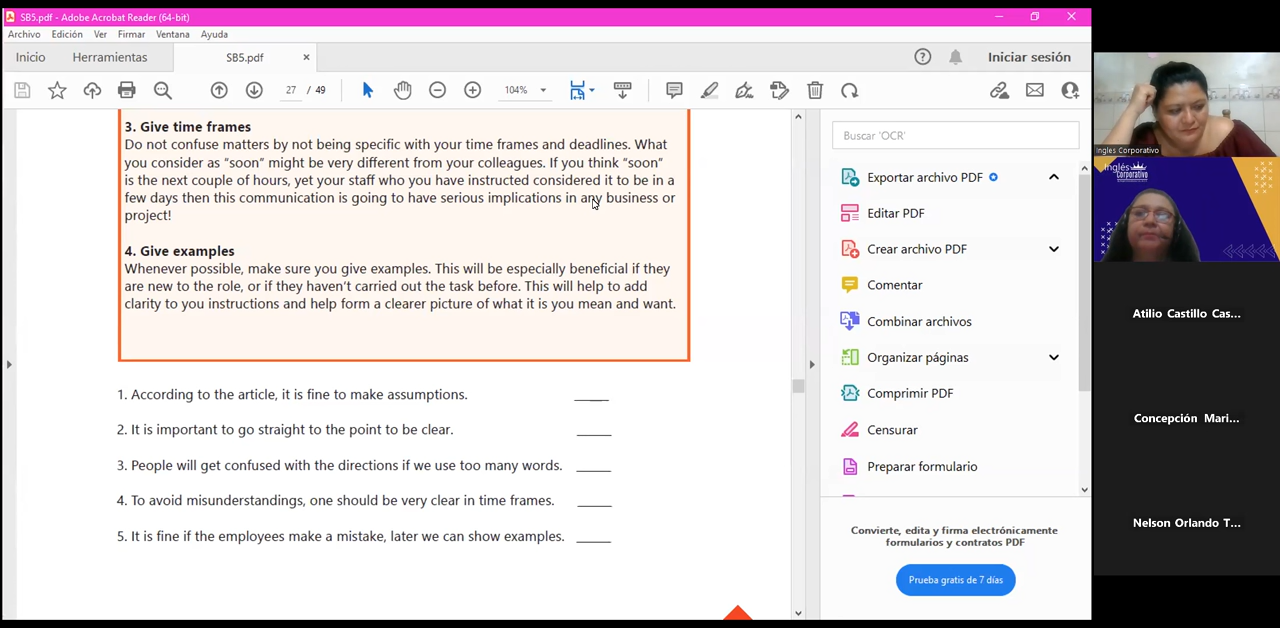 SB5.pdf - Adobe Acrobat Reader (64-bit)
Archivo Edición Ver Firmar Ventana Ayuda
Inicio Herramientas SB5.pdf × Iniciar sesión
27 / 49 104%
3. Give time frames
Do not confuse matters by not being specific with your time frames and deadlines. What
you consider as “soon” might be very different from your colleagues. If you think “soon”
is the next couple of hours, yet your staff who you have instructed considered it to be in a
few days then this communication is going to have serious implications in any business or
project!
4. Give examples
Whenever possible, make sure you give examples. This will be especially beneficial if they
are new to the role, or if they haven’t carried out the task before. This will help to add
clarity to you instructions and help form a clearer picture of what it is you mean and want.
1. According to the article, it is fine to make assumptions. _____
2. It is important to go straight to the point to be clear. _____
3. People will get confused with the directions if we use too many words. _____
4. To avoid misunderstandings, one should be very clear in time frames. _____
5. It is fine if the employees make a mistake, later we can show examples. _____
Buscar 'OCR'
Exportar archivo PDF
Editar PDF
Crear archivo PDF
Comentar
Combinar archivos
Organizar páginas
Comprimir PDF
Censurar
Preparar formulario
Convierte, edita y firma electrónicamente
formularios y contratos PDF
Prueba gratis de 7 días
Ingles Corporativo
Inglés
Corporativo
Atilio Castillo Cas...
Concepción Mari...
Nelson Orlando T...